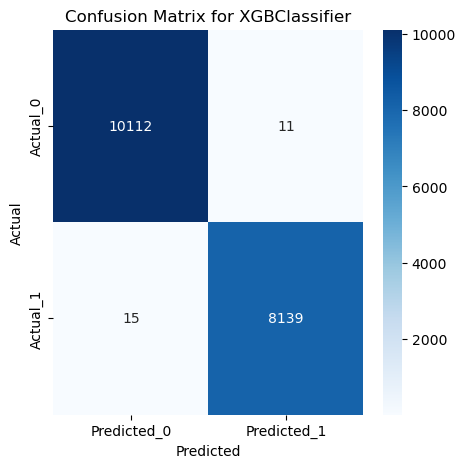 Confusion Matrix for XGBClassifier
Actual
Actual_0
10112
11
Actual_1
15
8139
Predicted_0
Predicted_1
Predicted
10000
8000
6000
4000
2000